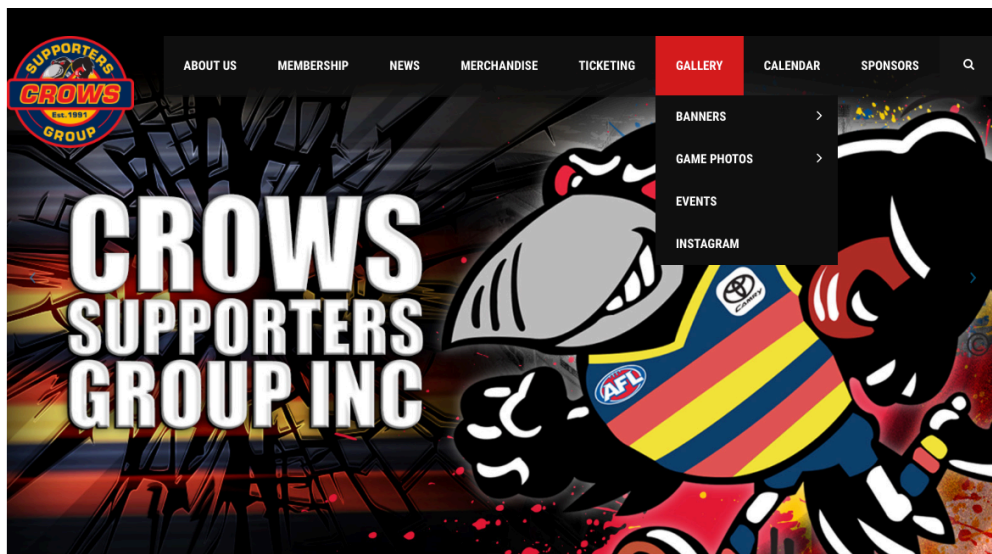 SUPPORTERS
CROWS
Est. 1991
GROUP
ABOUT US
MEMBERSHIP
NEWS
MERCHANDISE
TICKETING
GALLERY
CALENDAR
SPONSORS
BANNERS
GAME PHOTOS
EVENTS
INSTAGRAM
CROWS
SUPPORTERS
GROUP INC
CAMRY
AFL
©